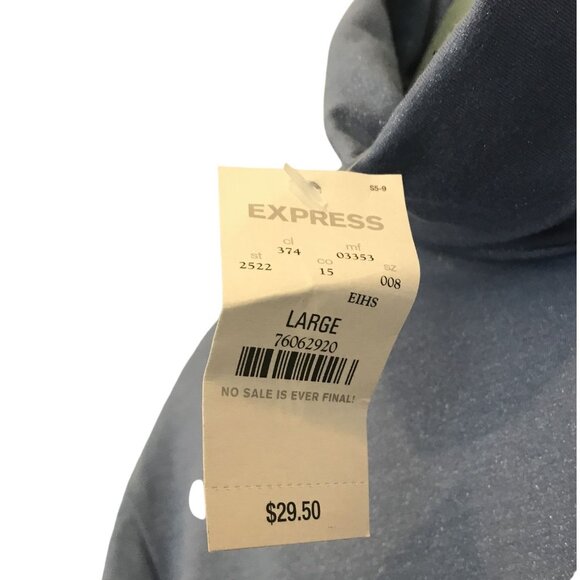 S5-9
EXPRESS
cl mf
374 03353
st co sz
2522 15 008
EIHS
LARGE
76062920
NO SALE IS EVER FINAL!
$29.50